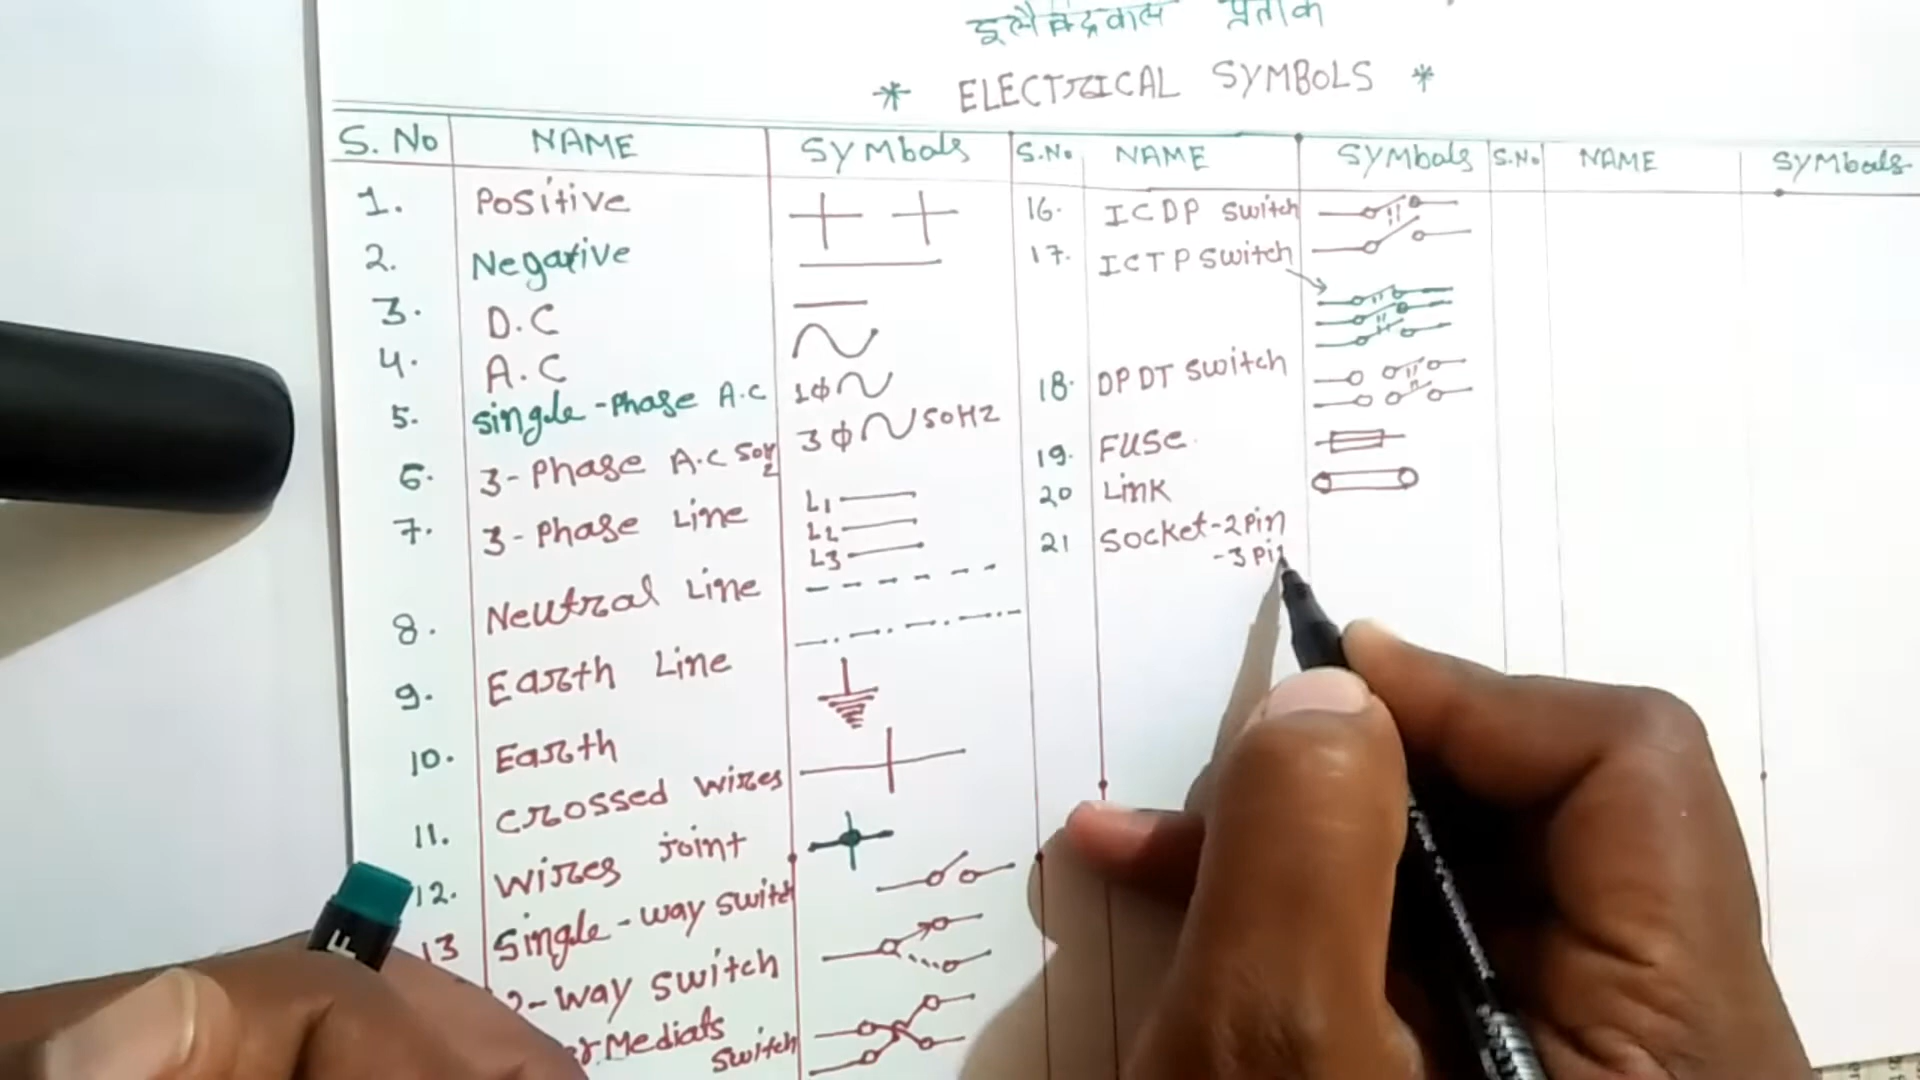 इलैक्ट्रिकल प्रतीक
* ELECTRICAL SYMBOLS *
S. No NAME SYMbols S.No NAME SYMbols S.No NAME SYMbols
1. Positive
2. Negative
3. D.C
4. A.C
5. Single-Phase A.C 1ϕ
6. 3-Phase A.C 50Hz 3ϕ 50HZ
7. 3-Phase Line L1
L2
L3
8. Neutral Line
9. Earth Line
10. Earth
11. crossed wires
12. wires joint
13 Single-way switch
2-way switch
switch
16. ICDP switch
17. ICTP switch
18. DPDT switch
19. FUSe
20 Link
21 Socket-2Pin
-3 Pin